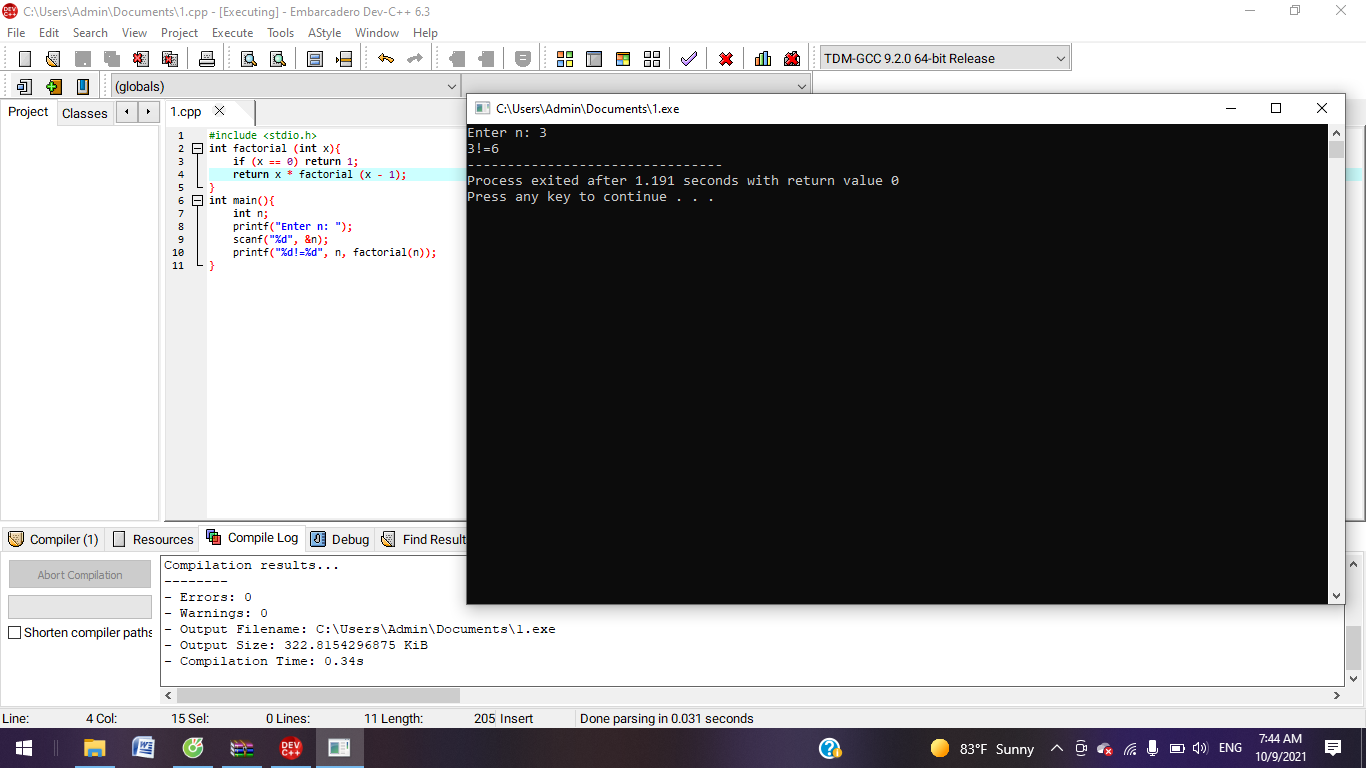 C:\Users\Admin\Documents\1.cpp - [Executing] - Embarcadero Dev-C++ 6.3
File Edit Search View Project Execute Tools AStyle Window Help
TDM-GCC 9.2.0 64-bit Release
(globals)
Project Classes
1.cpp
1 #include <stdio.h>
2 int factorial (int x){
3 if (x == 0) return 1;
4 return x * factorial (x - 1);
5 }
6 int main(){
7 int n;
8 printf("Enter n: ");
9 scanf("%d", &n);
10 printf("%d!=%d", n, factorial(n));
11 }
C:\Users\Admin\Documents\1.exe
Enter n: 3
3!=6
--------------------------------
Process exited after 1.191 seconds with return value 0
Press any key to continue . . .
Compiler (1) Resources Compile Log Debug Find Result
Abort Compilation
Shorten compiler paths
Compilation results...
--------
- Errors: 0
- Warnings: 0
- Output Filename: C:\Users\Admin\Documents\1.exe
- Output Size: 322.8154296875 KiB
- Compilation Time: 0.34s
Line: 4 Col: 15 Sel: 0 Lines: 11 Length: 205 Insert Done parsing in 0.031 seconds
DEV C++
83°F Sunny
ENG
7:44 AM
10/9/2021